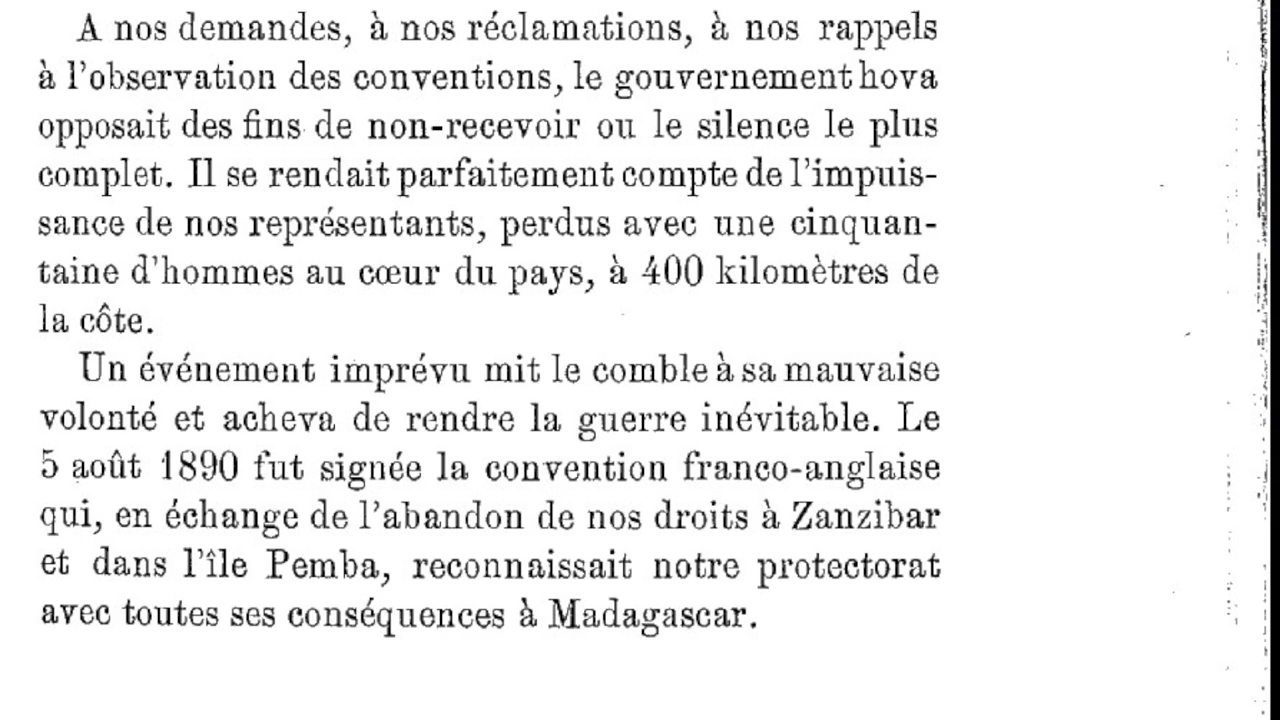 A nos demandes, à nos réclamations, à nos rappels
à l'observation des conventions, le gouvernement hova
opposait des fins de non-recevoir ou le silence le plus
complet. Il se rendait parfaitement compte de l'impuis-
sance de nos représentants, perdus avec une cinquan-
taine d'hommes au cœur du pays, à 400 kilomètres de
la côte.
Un événement imprévu mit le comble à sa mauvaise
volonté et acheva de rendre la guerre inévitable. Le
5 août 1890 fut signée la convention franco-anglaise
qui, en échange de l'abandon de nos droits à Zanzibar
et dans l'île Pemba, reconnaissait notre protectorat
avec toutes ses conséquences à Madagascar.